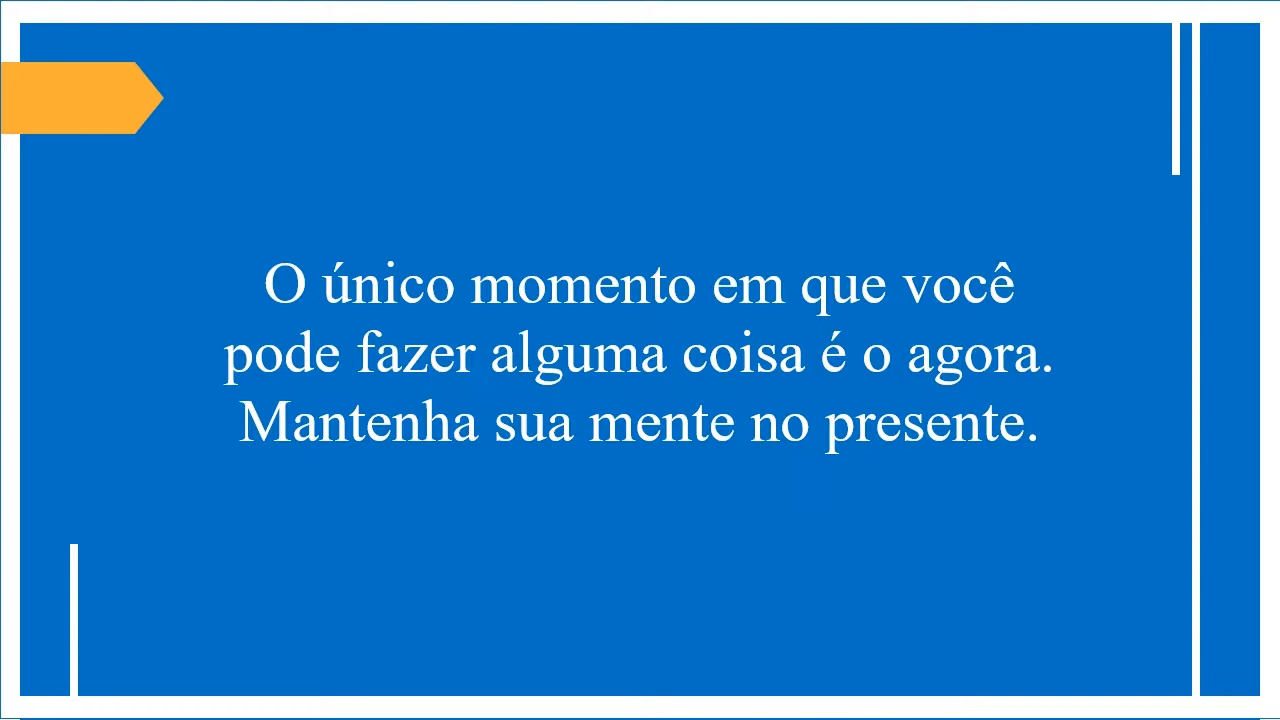 O único momento em que você
pode fazer alguma coisa é o agora.
Mantenha sua mente no presente.